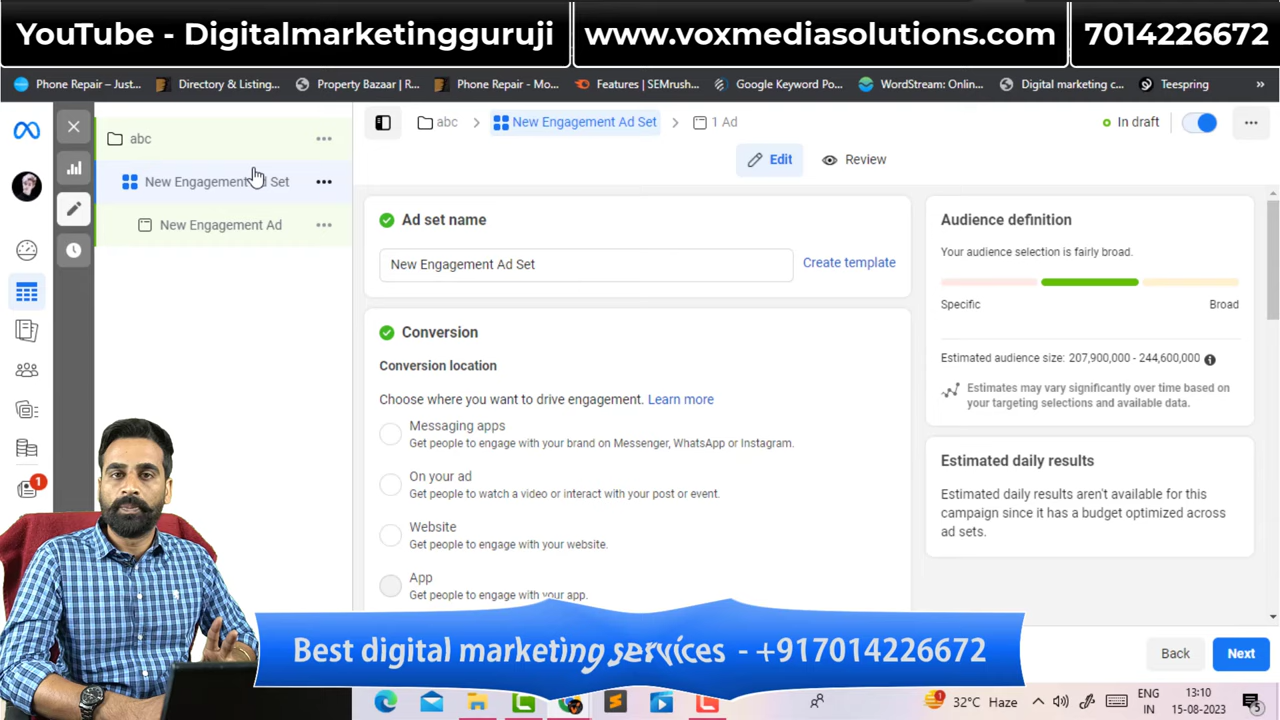 YouTube - Digitalmarketingguruji
www.voxmediasolutions.com
7014226672
Phone Repair – Just...
Directory & Listing...
Property Bazaar | R...
Phone Repair - Mo...
Features | SEMrush...
Google Keyword Po...
WordStream: Onlin...
Digital marketing c...
Teespring
»
abc
New Engagement Ad Set
New Engagement Ad
abc
New Engagement Ad Set
1 Ad
In draft
Edit
Review
Ad set name
New Engagement Ad Set
Create template
Conversion
Conversion location
Choose where you want to drive engagement. Learn more
Messaging apps
Get people to engage with your brand on Messenger, WhatsApp or Instagram.
On your ad
Get people to watch a video or interact with your post or event.
Website
Get people to engage with your website.
App
Get people to engage with your app.
Audience definition
Your audience selection is fairly broad.
Specific
Broad
Estimated audience size: 207,900,000 - 244,600,000
Estimates may vary significantly over time based on
your targeting selections and available data.
Estimated daily results
Estimated daily results aren't available for this
campaign since it has a budget optimized across
ad sets.
1
Best digital marketing services - +917014226672
Back
Next
1
32°C Haze
ENG
IN
13:10
15-08-2023
5